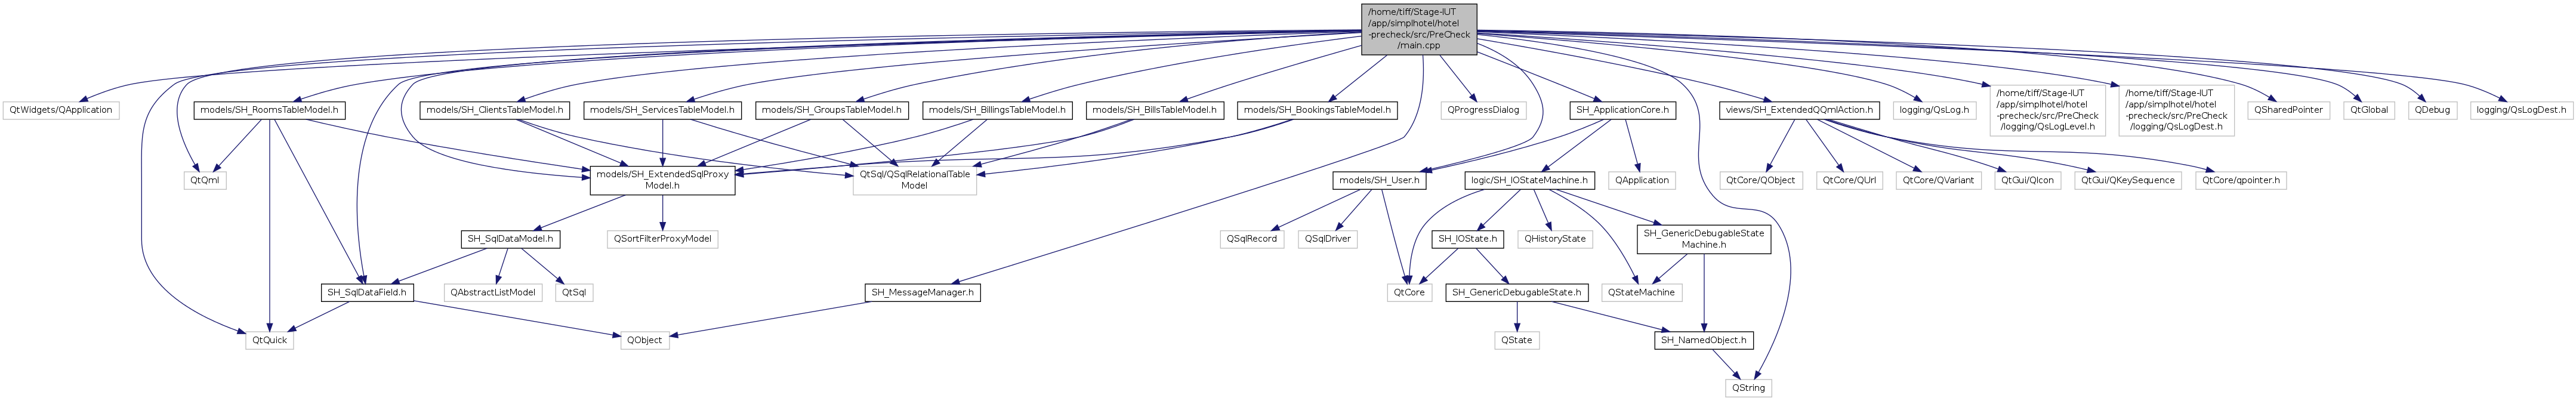 /home/tiff/Stage-IUT
/app/simplhotel/hotel
-precheck/src/PreCheck
/main.cpp
QtWidgets/QApplication
models/SH_RoomsTableModel.h
models/SH_ClientsTableModel.h
models/SH_ServicesTableModel.h
models/SH_GroupsTableModel.h
models/SH_BillingsTableModel.h
models/SH_BillsTableModel.h
models/SH_BookingsTableModel.h
QProgressDialog
SH_ApplicationCore.h
views/SH_ExtendedQQmlAction.h
logging/QsLog.h
/home/tiff/Stage-IUT
/app/simplhotel/hotel
-precheck/src/PreCheck
/logging/QsLogLevel.h
/home/tiff/Stage-IUT
/app/simplhotel/hotel
-precheck/src/PreCheck
/logging/QsLogDest.h
QSharedPointer
QtGlobal
QDebug
logging/QsLogDest.h
QtQml
models/SH_ExtendedSqlProxy
Model.h
QtSql/QSqlRelationalTable
Model
models/SH_User.h
logic/SH_IOStateMachine.h
QApplication
QtCore/QObject
QtCore/QUrl
QtCore/QVariant
QtGui/QIcon
QtGui/QKeySequence
QtCore/qpointer.h
SH_SqlDataModel.h
QSortFilterProxyModel
QSqlRecord
QSqlDriver
SH_IOState.h
QHistoryState
SH_GenericDebugableState
Machine.h
SH_SqlDataField.h
QAbstractListModel
QtSql
SH_MessageManager.h
QtCore
SH_GenericDebugableState.h
QStateMachine
QtQuick
QObject
QState
SH_NamedObject.h
QString